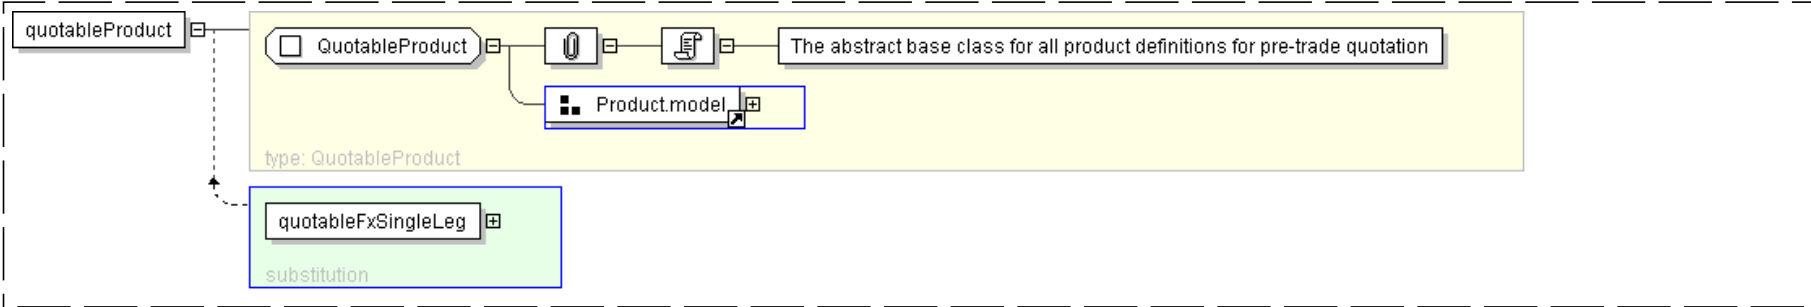 quotableProduct
QuotableProduct
The abstract base class for all product definitions for pre-trade quotation
Product.model
type: QuotableProduct
quotableFxSingleLeg
substitution